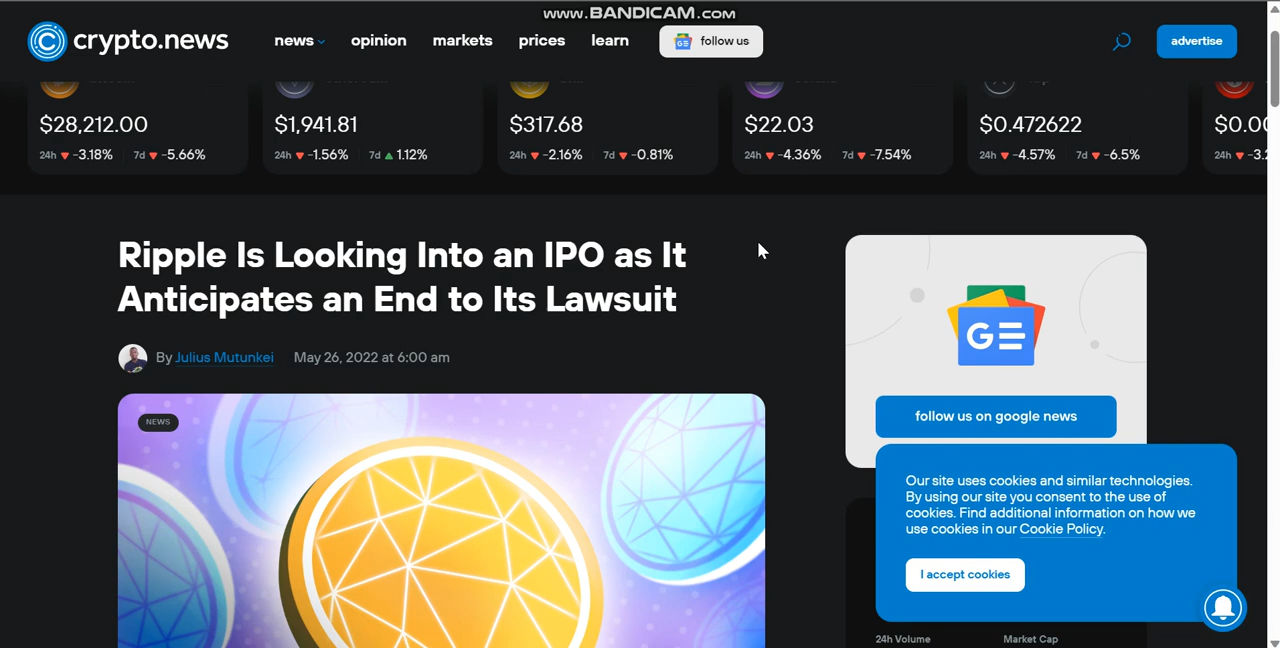 www.BANDICAM.com
crypto.news
news
opinion
markets
prices
learn
GE follow us
advertise
$28,212.00
24h -3.18% 7d -5.66%
$1,941.81
24h -1.56% 7d 1.12%
$317.68
24h -2.16% 7d -0.81%
$22.03
24h -4.36% 7d -7.54%
$0.472622
24h -4.57% 7d -6.5%
$0.00
24h
Ripple Is Looking Into an IPO as It
Anticipates an End to Its Lawsuit
By Julius Mutunkei May 26, 2022 at 6:00 am
NEWS
GE
follow us on google news
Our site uses cookies and similar technologies.
By using our site you consent to the use of
cookies. Find additional information on how we
use cookies in our Cookie Policy.
I accept cookies
24h Volume
Market Cap